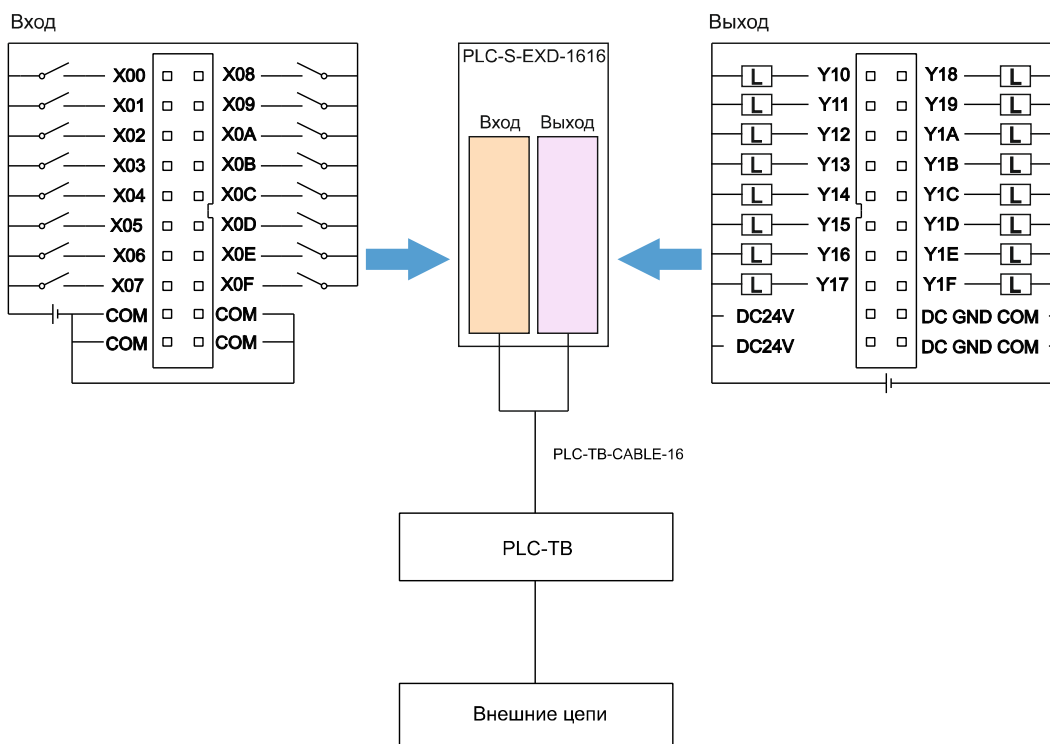 Вход
X00 X08
X01 X09
X02 X0A
X03 X0B
X04 X0C
X05 X0D
X06 X0E
X07 X0F
COM COM
COM COM
PLC-S-EXD-1616
Вход Выход
Выход
L Y10 Y18 L
L Y11 Y19 L
L Y12 Y1A L
L Y13 Y1B L
L Y14 Y1C L
L Y15 Y1D L
L Y16 Y1E L
L Y17 Y1F L
DC24V DC GND COM
DC24V DC GND COM
PLC-TB-CABLE-16
PLC-TB
Внешние цепи